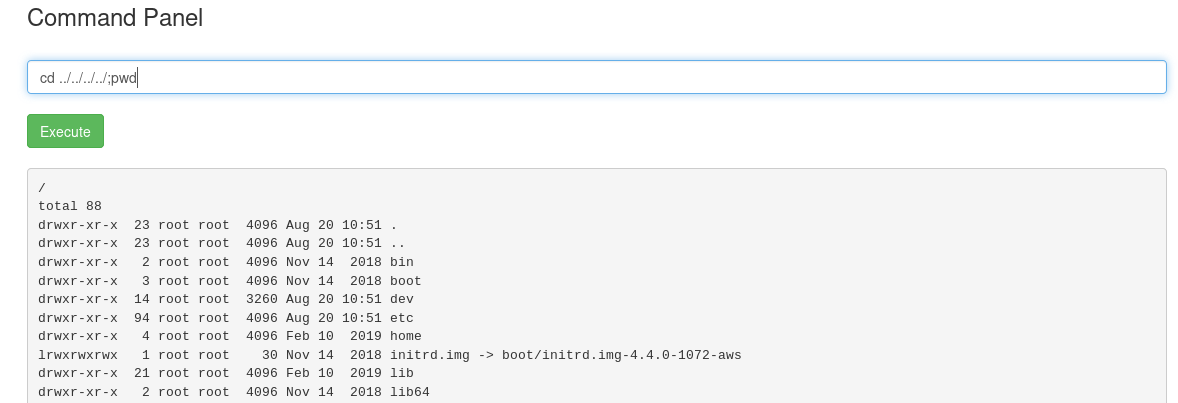 Command Panel
cd ../../../../;pwd
Execute
/
total 88
drwxr-xr-x  23 root root  4096 Aug 20 10:51 .
drwxr-xr-x  23 root root  4096 Aug 20 10:51 ..
drwxr-xr-x   2 root root  4096 Nov 14  2018 bin
drwxr-xr-x   3 root root  4096 Nov 14  2018 boot
drwxr-xr-x  14 root root  3260 Aug 20 10:51 dev
drwxr-xr-x  94 root root  4096 Aug 20 10:51 etc
drwxr-xr-x   4 root root  4096 Feb 10  2019 home
lrwxrwxrwx   1 root root    30 Nov 14  2018 initrd.img -> boot/initrd.img-4.4.0-1072-aws
drwxr-xr-x  21 root root  4096 Feb 10  2019 lib
drwxr-xr-x   2 root root  4096 Nov 14  2018 lib64